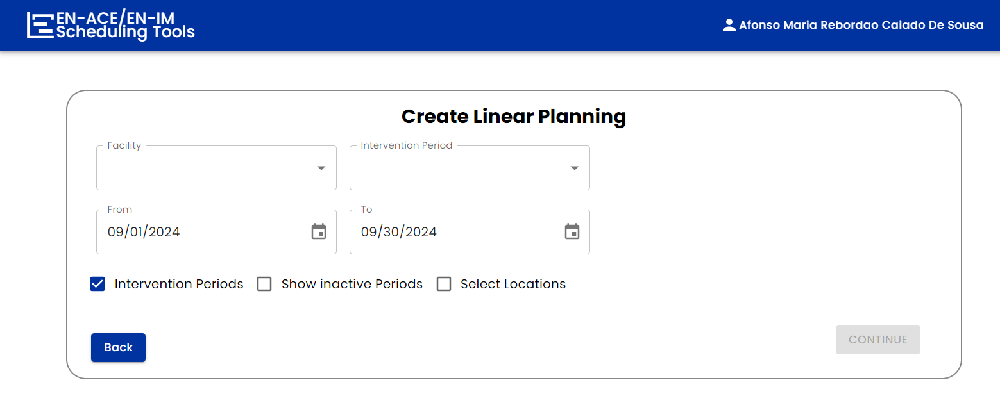 EN-ACE/EN-IM
Scheduling Tools
Afonso Maria Rebordao Caiado De Sousa
Create Linear Planning
Facility
Intervention Period
From
09/01/2024
To
09/30/2024
Intervention Periods
Show inactive Periods
Select Locations
Back
CONTINUE